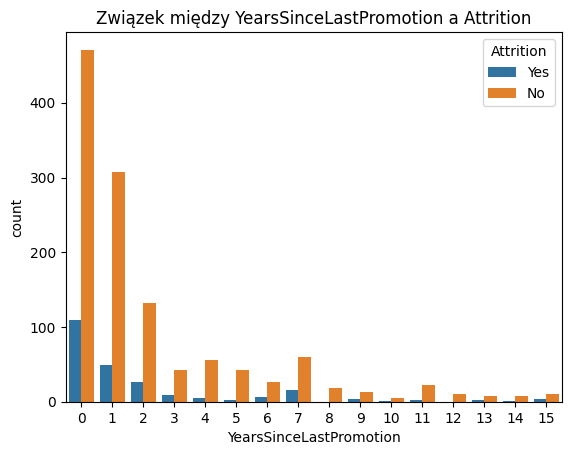 Związek między YearsSinceLastPromotion a Attrition
Attrition
Yes
No
count
400
300
200
100
0
0 1 2 3 4 5 6 7 8 9 10 11 12 13 14 15
YearsSinceLastPromotion